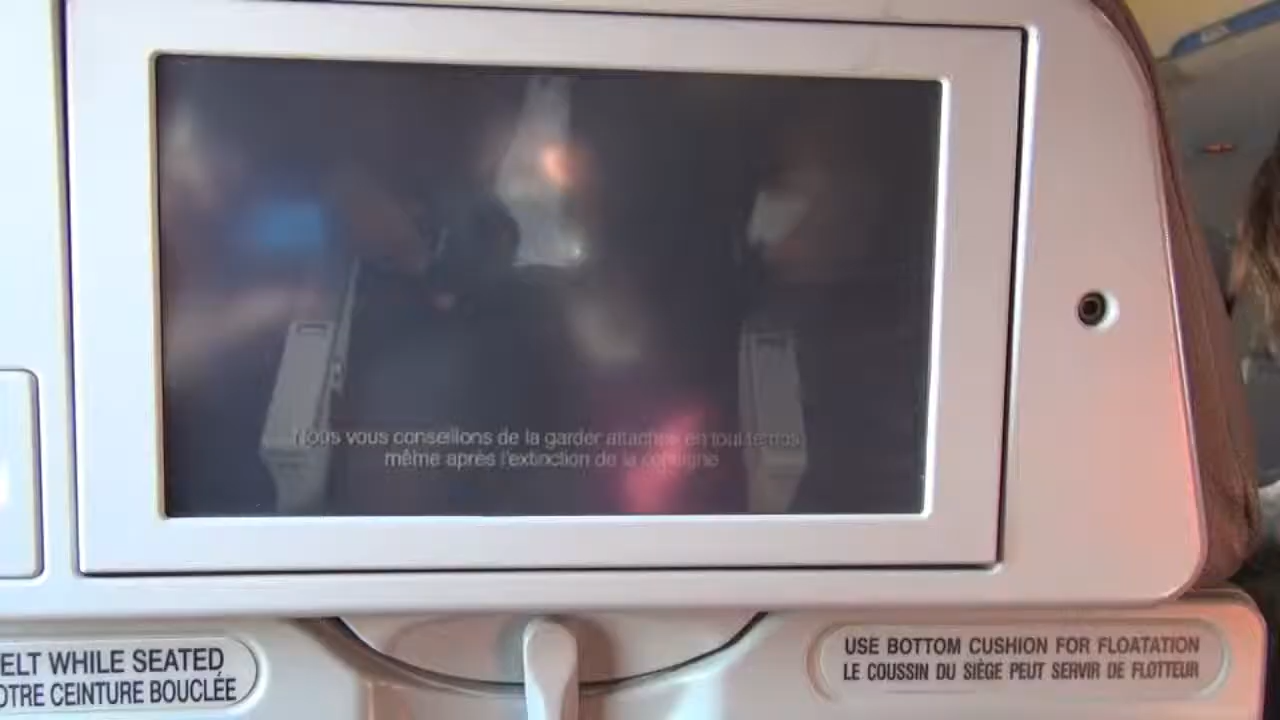 Nous vous conseillons de la garder attachée en tout temps
même après l'extinction de la consigne
ELT WHILE SEATED
OTRE CEINTURE BOUCLÉE
USE BOTTOM CUSHION FOR FLOATATION
LE COUSSIN DU SIÈGE PEUT SERVIR DE FLOTTEUR